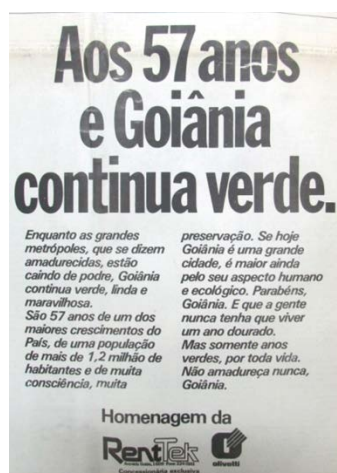 Aos 57 anos
e Goiânia
continua verde.
Enquanto as grandes
metrópoles, que se dizem
amadurecidas, estão
caindo de podre, Goiânia
continua verde, linda e
maravilhosa.
São 57 anos de um dos
maiores crescimentos do
País, de uma população
de mais de 1,2 milhão de
habitantes e de muita
consciência, muita
preservação. Se hoje
Goiânia é uma grande
cidade, é maior ainda
pelo seu aspecto humano
e ecológico. Parabéns,
Goiânia. E que a gente
nunca tenha que viver
um ano dourado.
Mas somente anos
verdes, por toda vida.
Não amadureça nunca,
Goiânia.
Homenagem da
RentTek
Concessionária exclusiva
olivetti